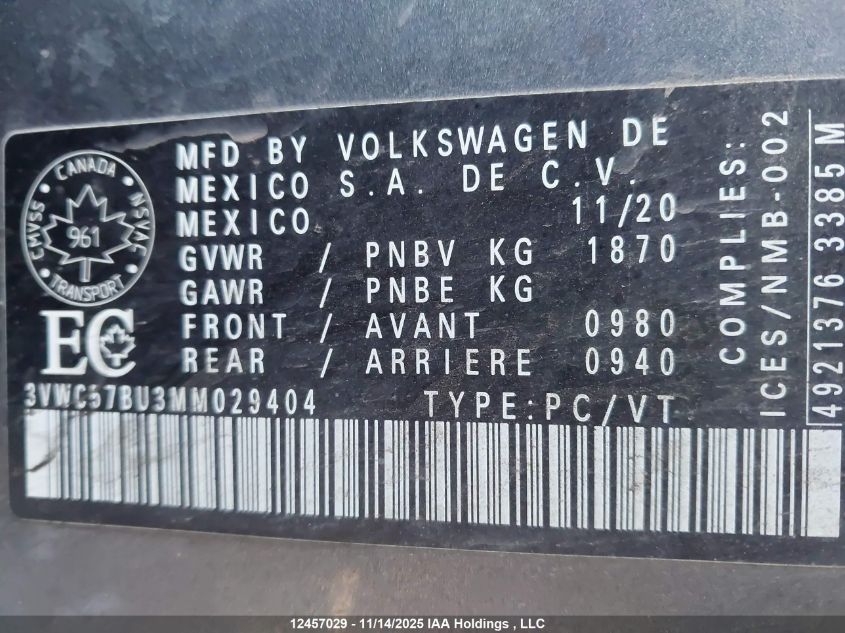 CANADA
CMVSS
NSVAC
961
TRANSPORT
EC
MFD BY VOLKSWAGEN DE
MEXICO S.A. DE C.V.
MEXICO 11/20
GVWR / PNBV KG 1870
GAWR / PNBE KG
FRONT / AVANT 0980
REAR / ARRIERE 0940
3VWC57BU3MM029404 TYPE:PC/VT
COMPLIES:
ICES/NMB-002
4921376 3385 M
12457029 - 11/14/2025 IAA Holdings , LLC